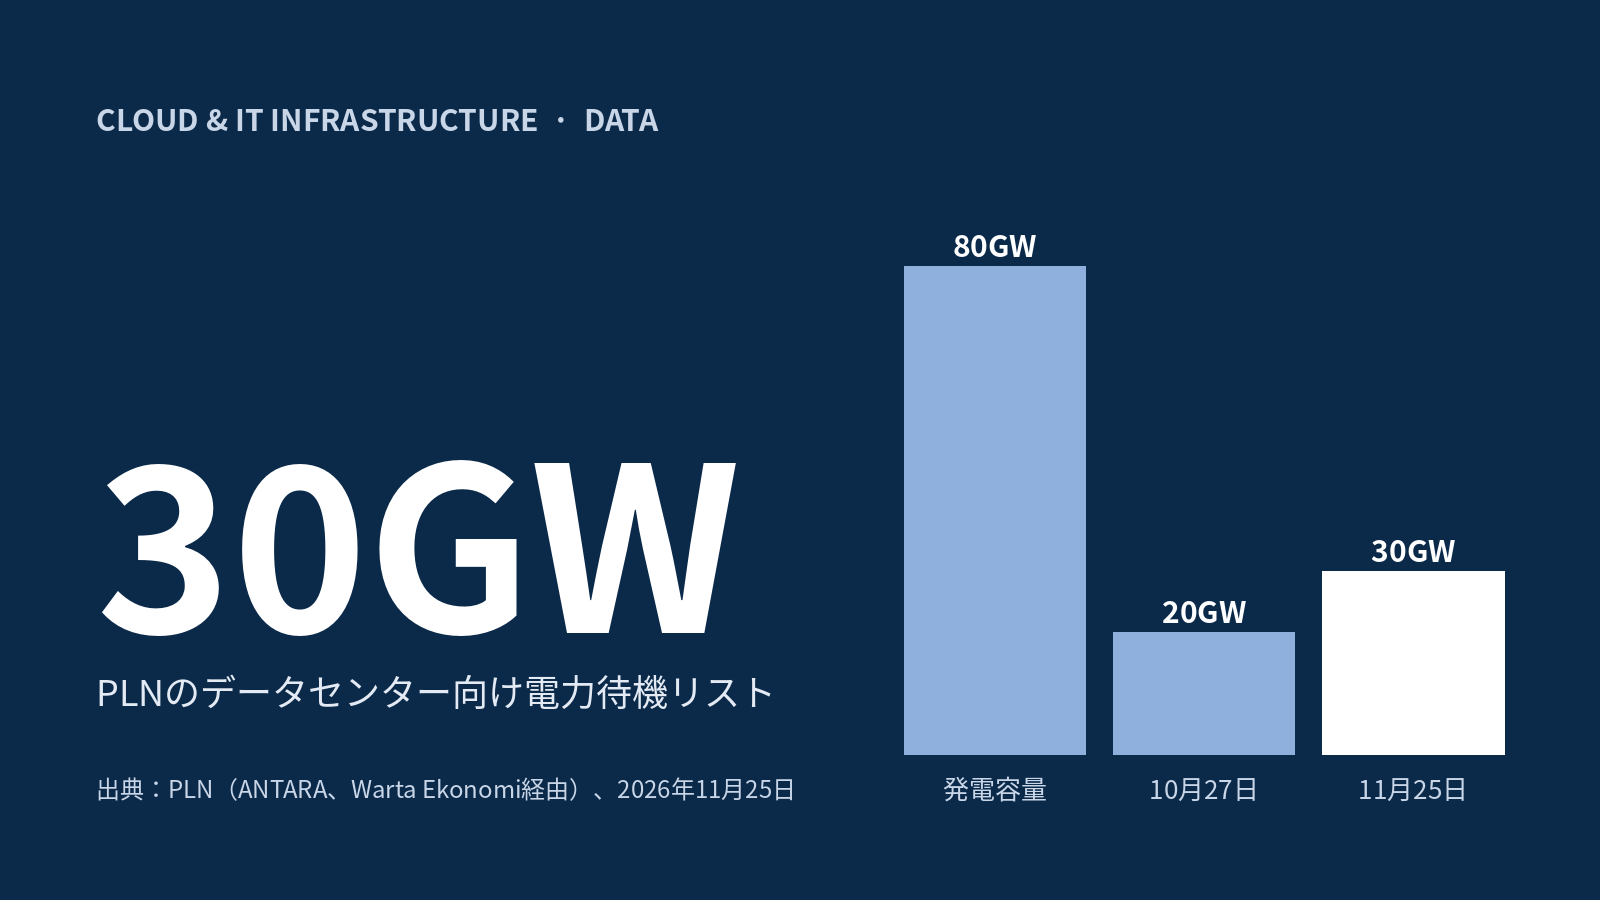 CLOUD & IT INFRASTRUCTURE · DATA
30GW
PLNのデータセンター向け電力待機リスト
出典：PLN（ANTARA、Warta Ekonomi経由）、2026年11月25日
80GW
20GW
30GW
発電容量
10月27日
11月25日